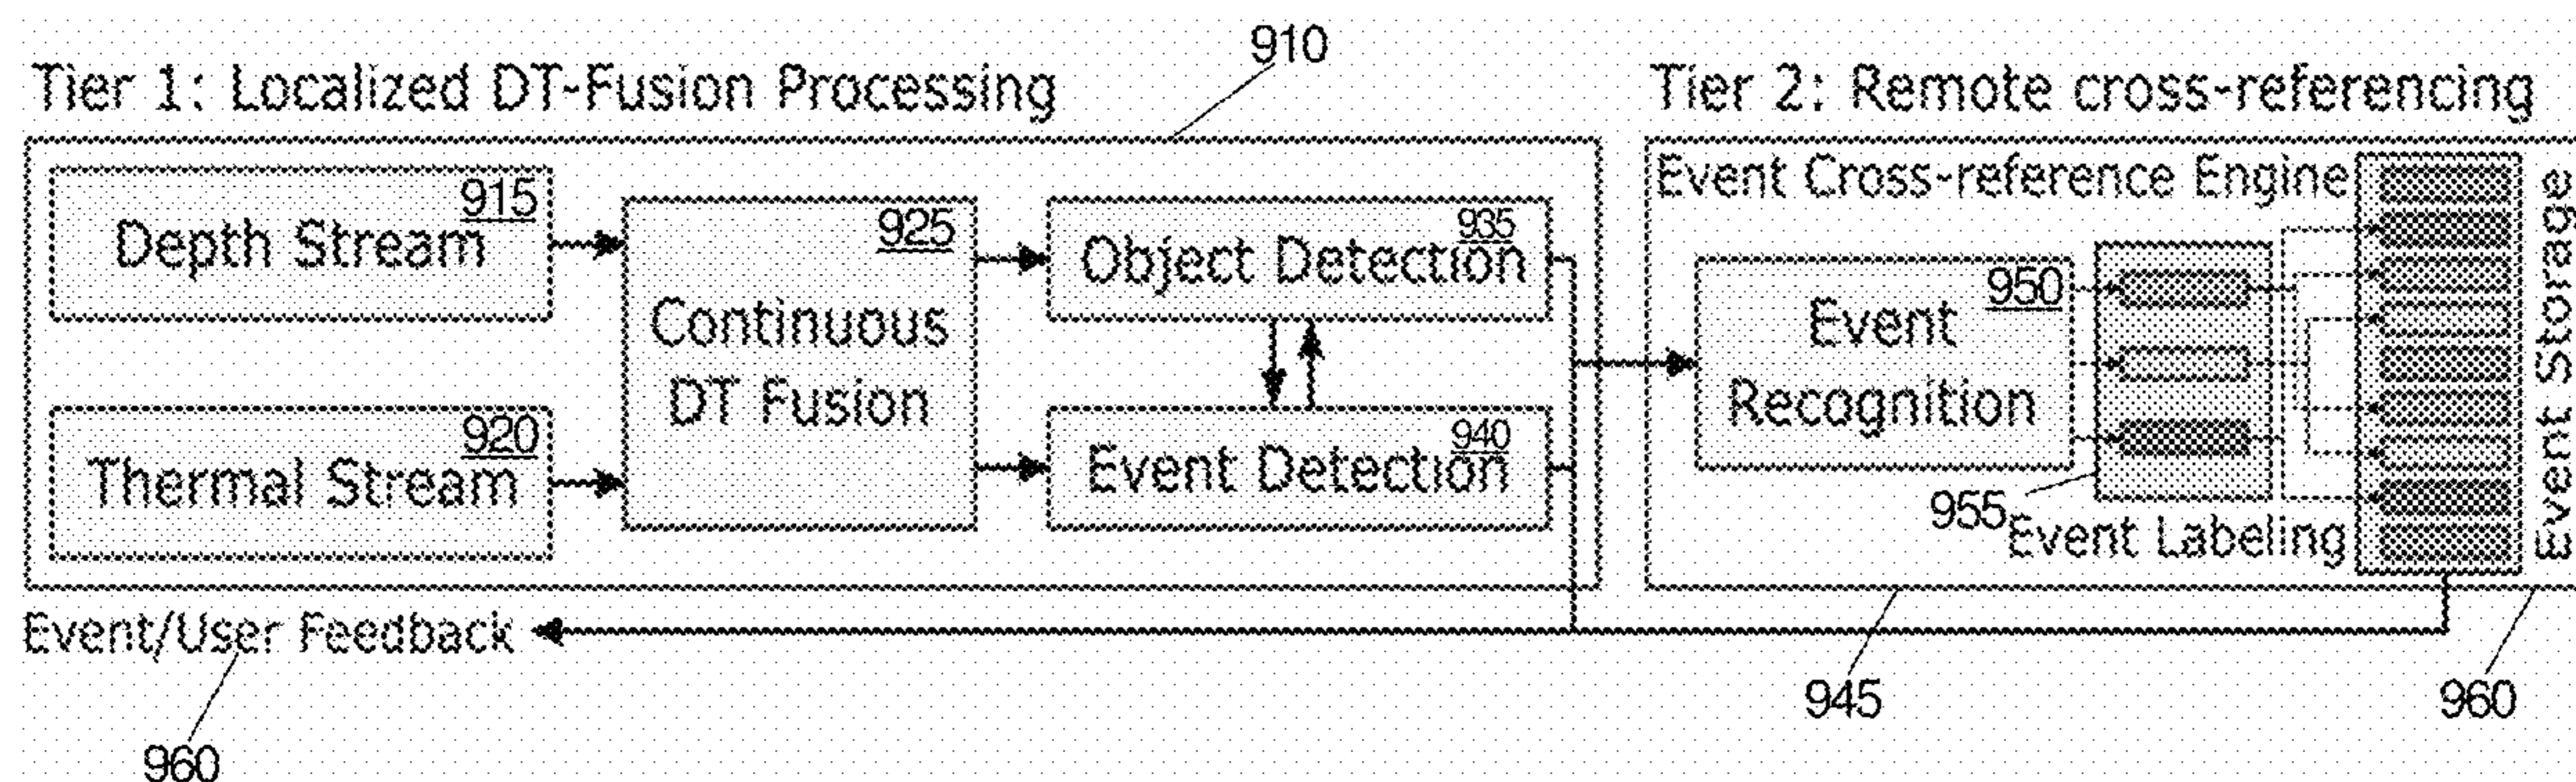 910
Tier 1: Localized DT-Fusion Processing
915
Depth Stream
920
Thermal Stream
925
Continuous
DT Fusion
935
Object Detection
940
Event Detection
Event/User Feedback
960
Tier 2: Remote cross-referencing
Event Cross-reference Engine
950
Event
Recognition
955
Event Labeling
Event Storage
945
960